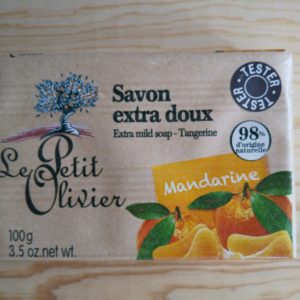 TESTER
TESTER
Savon
extra doux
Extra mild soap - Tangerine
98%
d'origine
naturelle
Le Petit
Olivier
Mandarine
100g
3.5 oz.net wt.